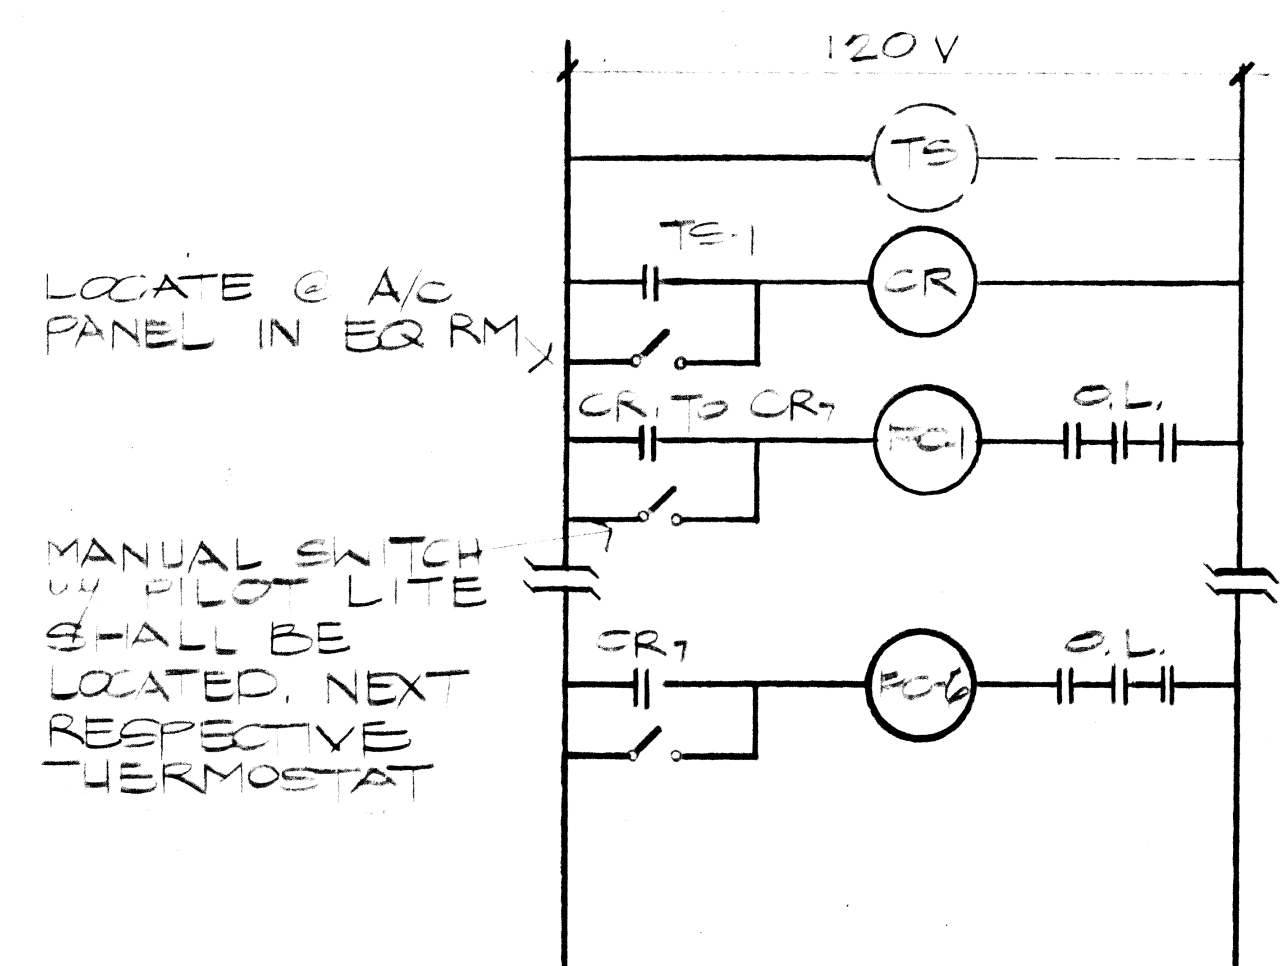 120 V
TS
TS-1
CR
LOCATE @ A/C
PANEL IN EQ RM
CR1 TO CR7
FC-1
O.L.
MANUAL SWITCH
W/ PILOT LITE
SHALL BE
LOCATED. NEXT
RESPECTIVE
THERMOSTAT
CR7
FC-6
O.L.